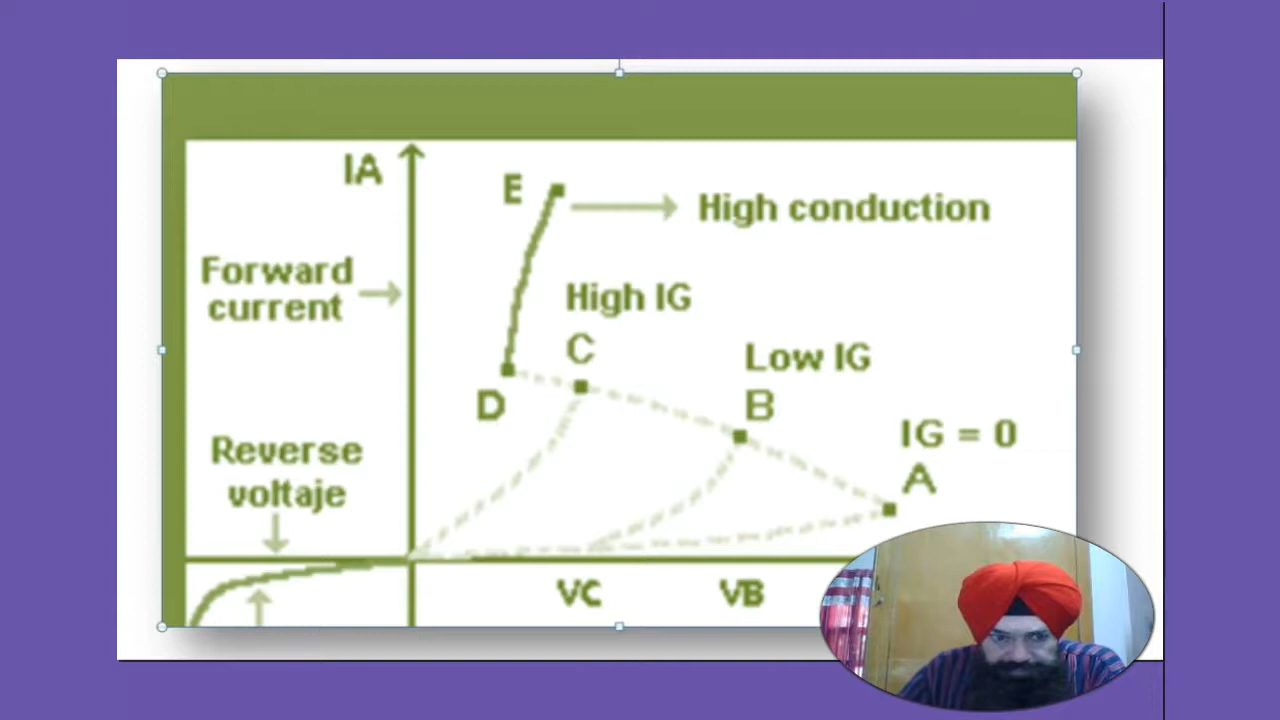 IA
E
High conduction
Forward
current
High IG
C
Low IG
D
B
IG = 0
A
Reverse
voltaje
VC
VB